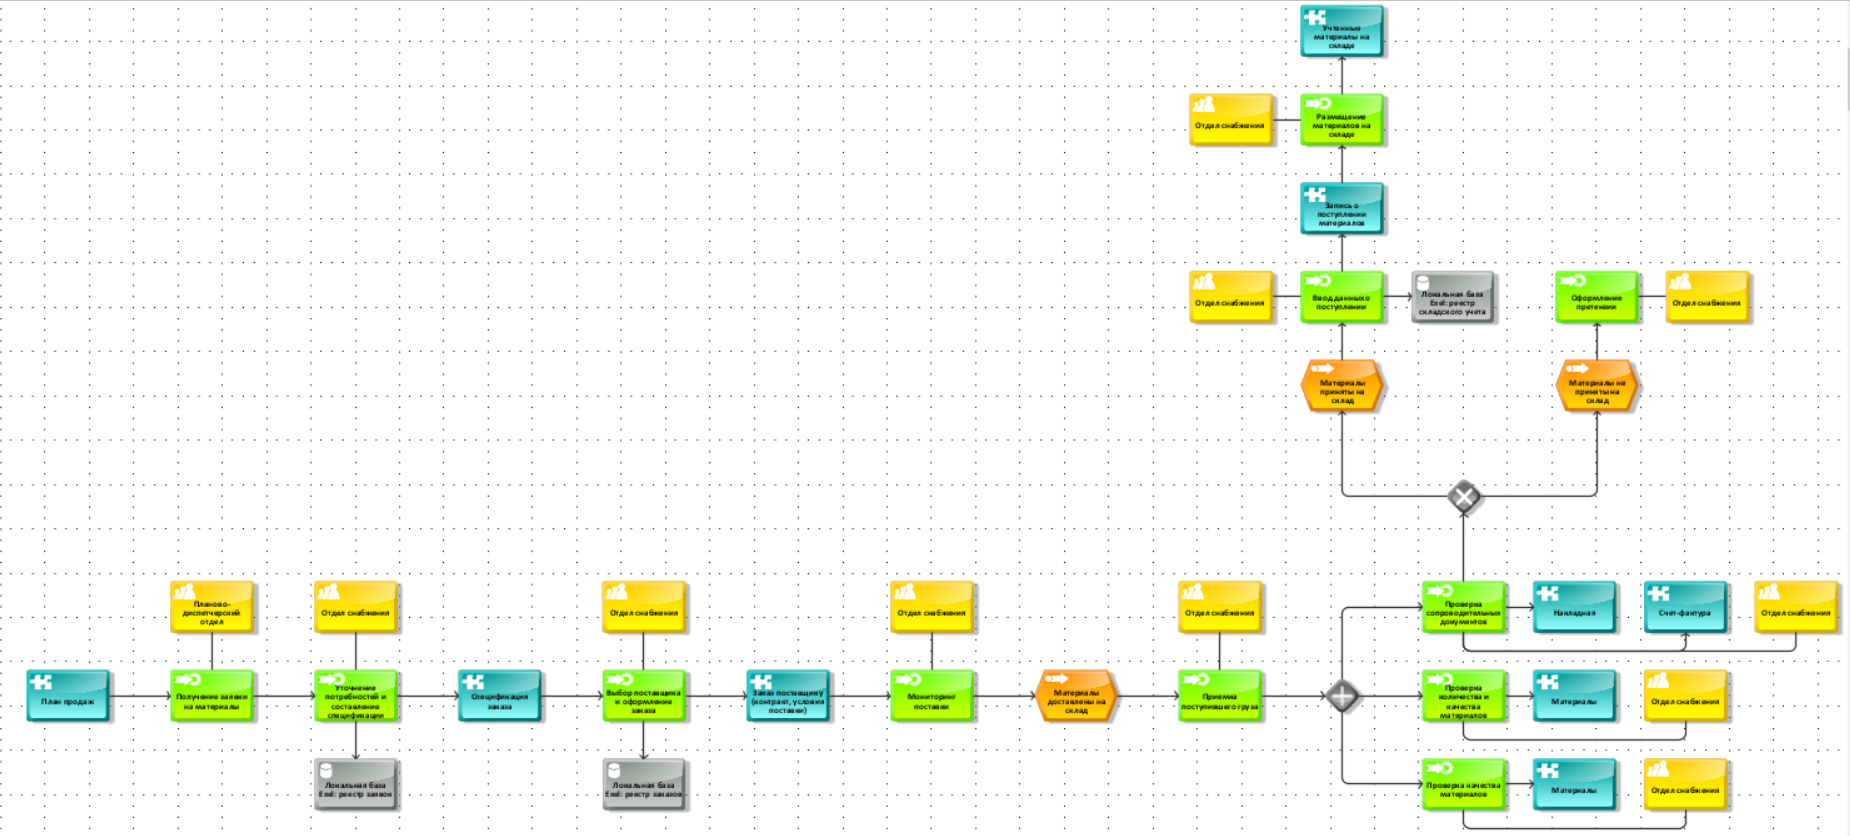 Учтенные
материалы на
складе
Отдел снабжения
Размещение
материалов на
складе
Запись о
поступлении
материалов
Отдел снабжения
Ввод данных о
поступлении
Локальная база
Exel: реестр
складского учета
Оформление
претензии
Отдел снабжения
Материалы
приняты на
склад
Материалы не
приняты на
склад
Планово-
диспетчерский
отдел
Отдел снабжения
Отдел снабжения
Отдел снабжения
Отдел снабжения
Проверка
сопроводительных
документов
Накладная
Счет-фактура
Отдел снабжения
План продаж
Получение заявки
на материалы
Уточнение
потребностей и
составление
спецификации
Спецификация
заказа
Выбор поставщика
и оформление
заказа
Заказ поставщику
(контракт, условия
поставки)
Мониторинг
поставки
Материалы
доставлены на
склад
Приемка
поступившего груза
Проверка
количества и
качества
материалов
Материалы
Отдел снабжения
Локальная база
Exel: реестр заявок
Локальная база
Exel: реестр заказов
Проверка качества
материалов
Материалы
Отдел снабжения